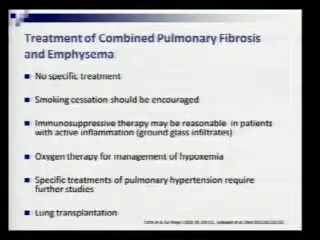 Treatment of Combined Pulmonary Fibrosis
and Emphysema
No specific treatment
Smoking cessation should be encouraged
Immunosuppressive therapy may be reasonable in patients
with active inflammation (ground glass infiltrates)
Oxygen therapy for management of hypoxemia
Specific treatments of pulmonary hypertension require
further studies
Lung transplantation